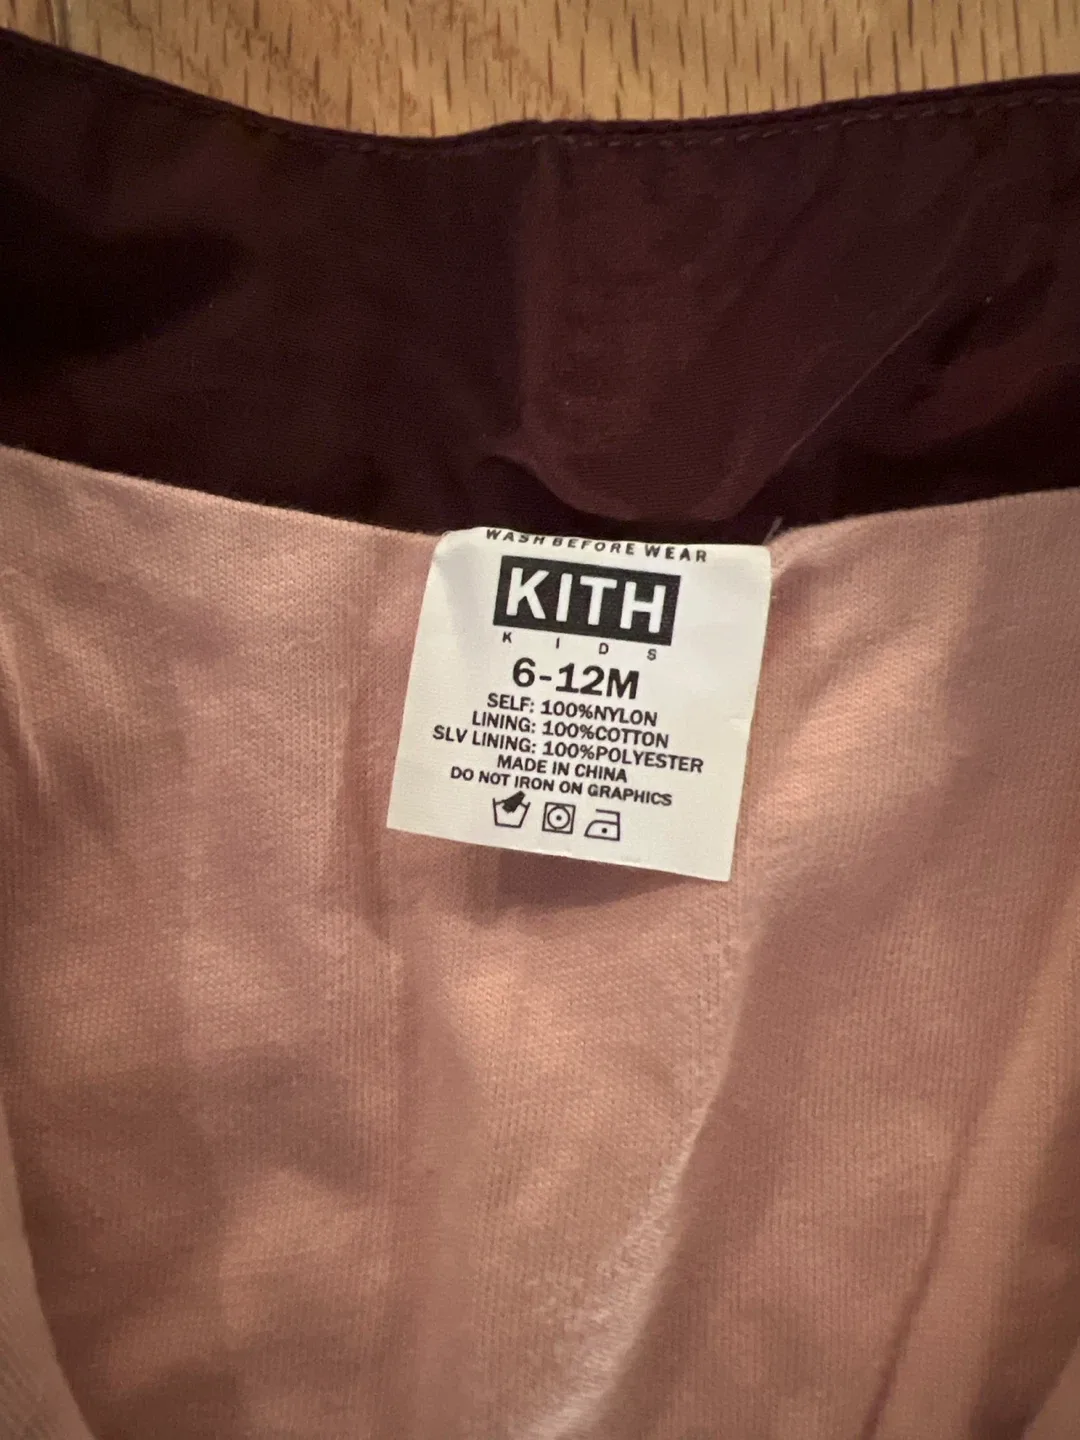 WASH BEFORE WEAR
KITH
KIDS
6-12M
SELF: 100%NYLON
LINING: 100%COTTON
SLV LINING: 100%POLYESTER
MADE IN CHINA
DO NOT IRON ON GRAPHICS